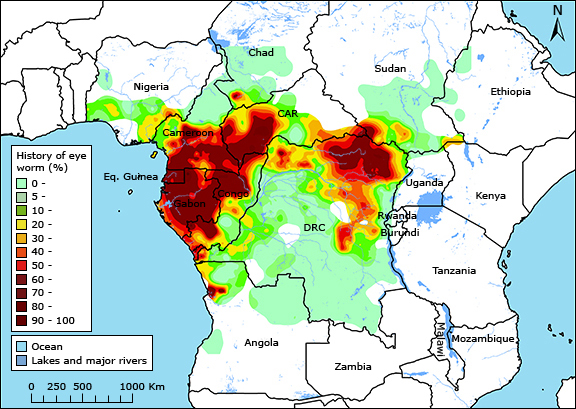 N
Chad
Sudan
Nigeria
Ethiopia
CAR
Cameroon
Eq. Guinea
Congo
Gabon
Uganda
Kenya
Rwanda
DRC
Burundi
Tanzania
Angola
Malawi
Mozambique
Zambia
History of eye
worm (%)
0 -
5 -
10 -
20 -
30 -
40 -
50 -
60 -
70 -
80 -
90 - 100
Ocean
Lakes and major rivers
0 250 500 1000 Km